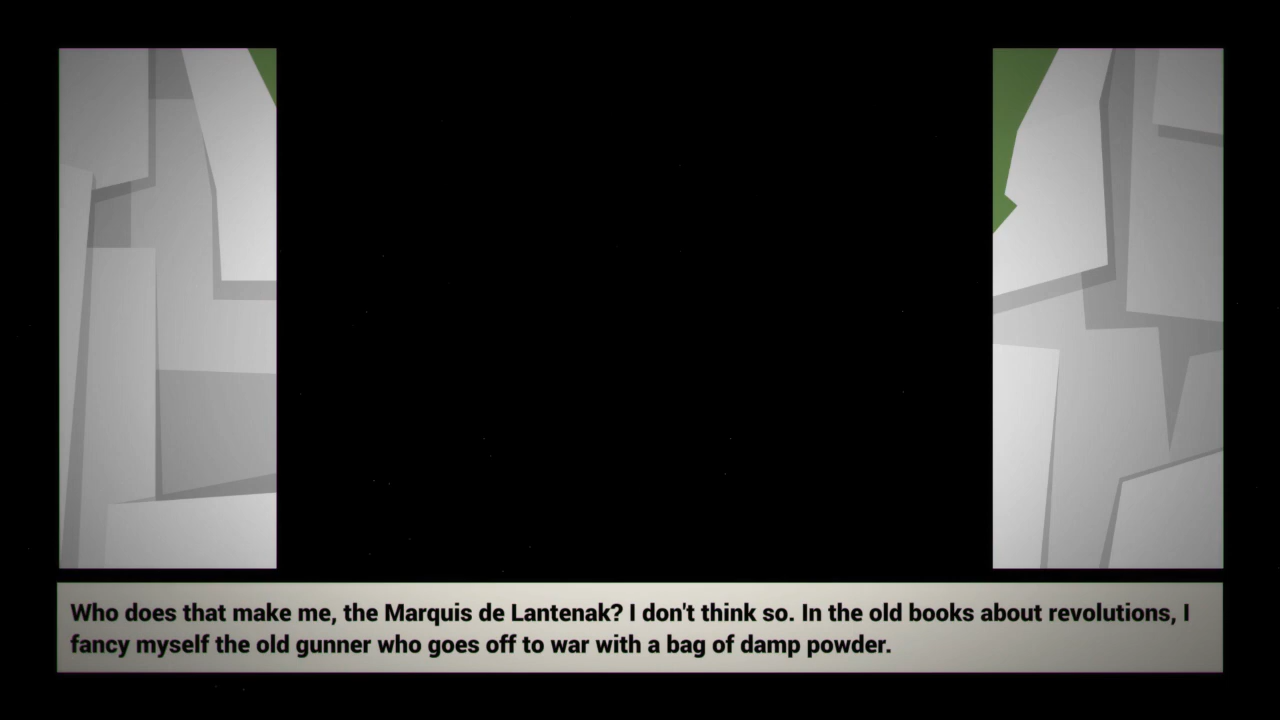 Who does that make me, the Marquis de Lantenak? I don't think so. In the old books about revolutions, I
fancy myself the old gunner who goes off to war with a bag of damp powder.